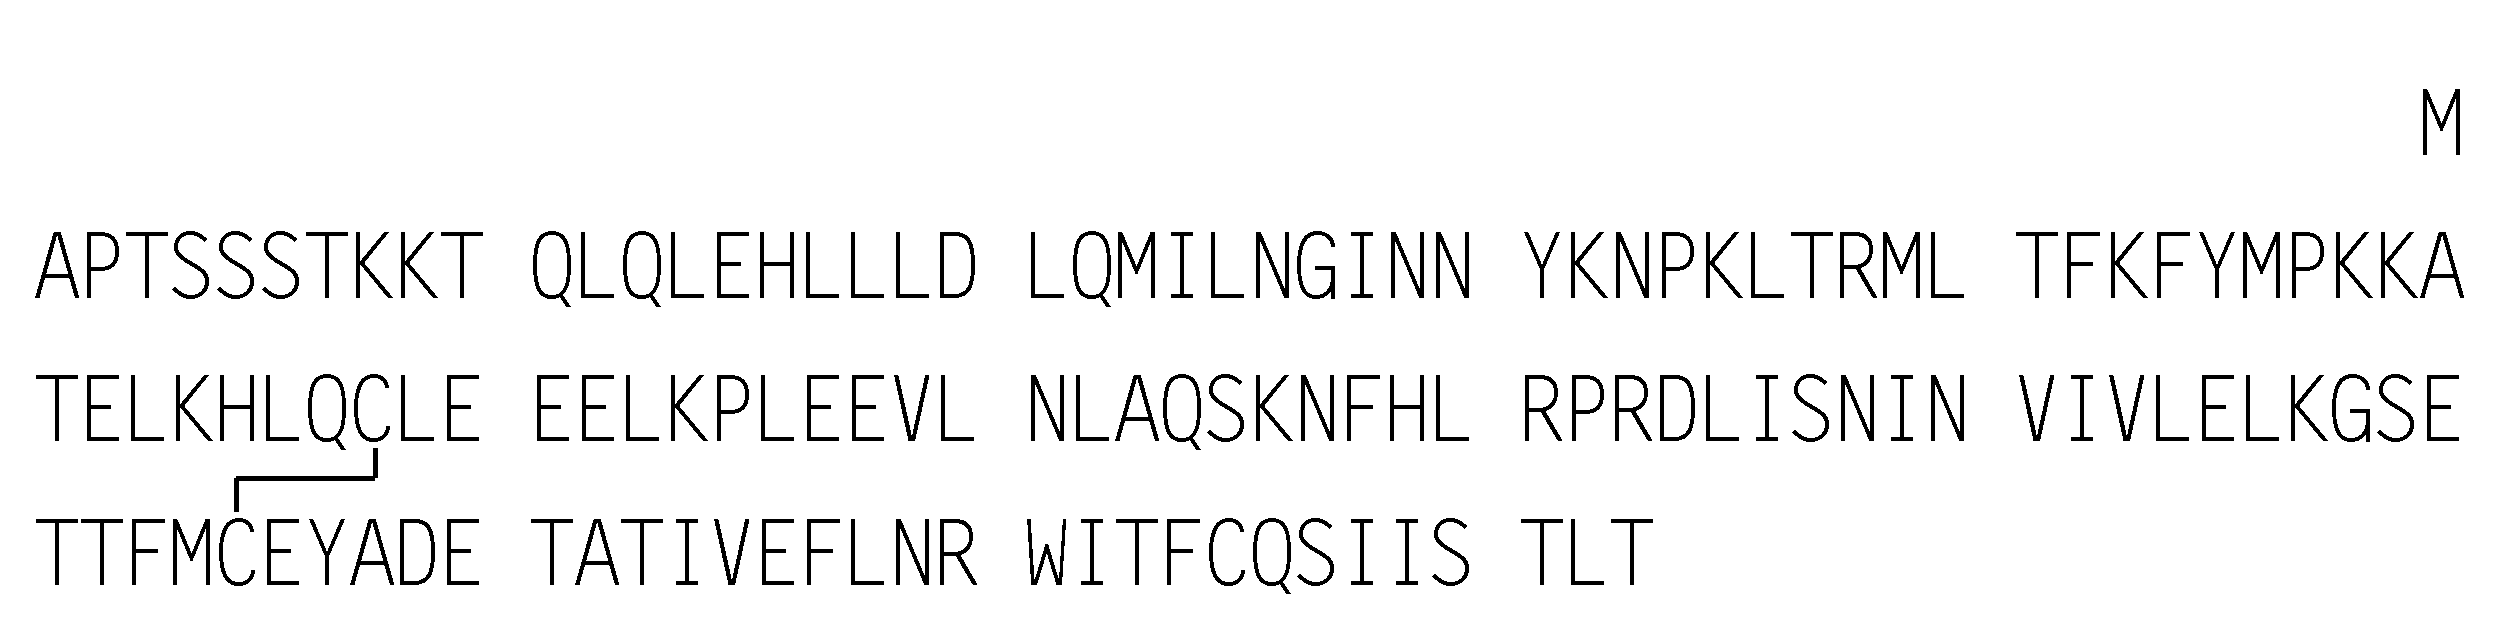 M
APTSSSTKKT QLQLEHLLLD LQMILNGINN YKNPKLTRML TFKFYMPKKA
TELKHLQCLE EELKPLEEVL NLAQSKNFHL RPRDLISNIN VIVLELKGSE
TTFMCEYADE TATIVEFLNR WITFCQSIIS TLT